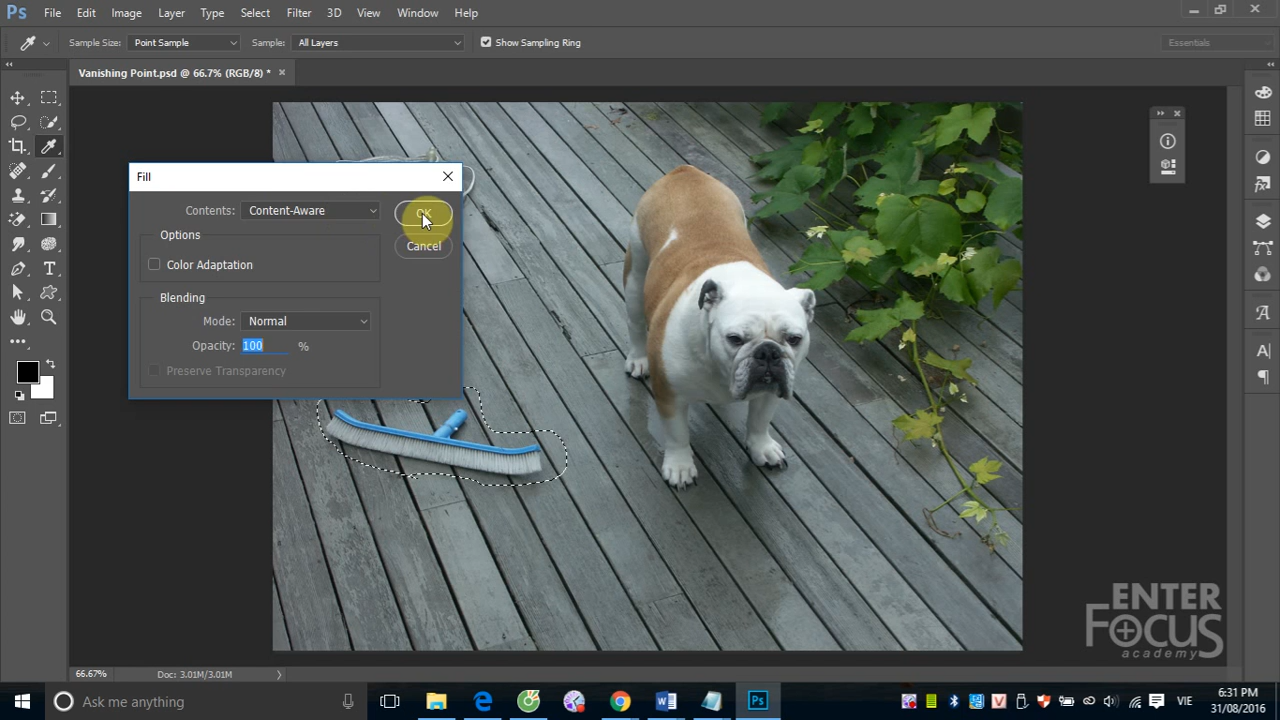 Ps File Edit Image Layer Type Select Filter 3D View Window Help
Sample Size: Point Sample Sample: All Layers Show Sampling Ring Essentials
Vanishing Point.psd @ 66.7% (RGB/8) *
Fill
Contents: Content-Aware OK
Options Cancel
Color Adaptation
Blending
Mode: Normal
Opacity: 100 %
Preserve Transparency
ENTER
FOCUS
academy
66.67% Doc: 3.01M/3.01M
Ask me anything VIE 6:31 PM
31/08/2016